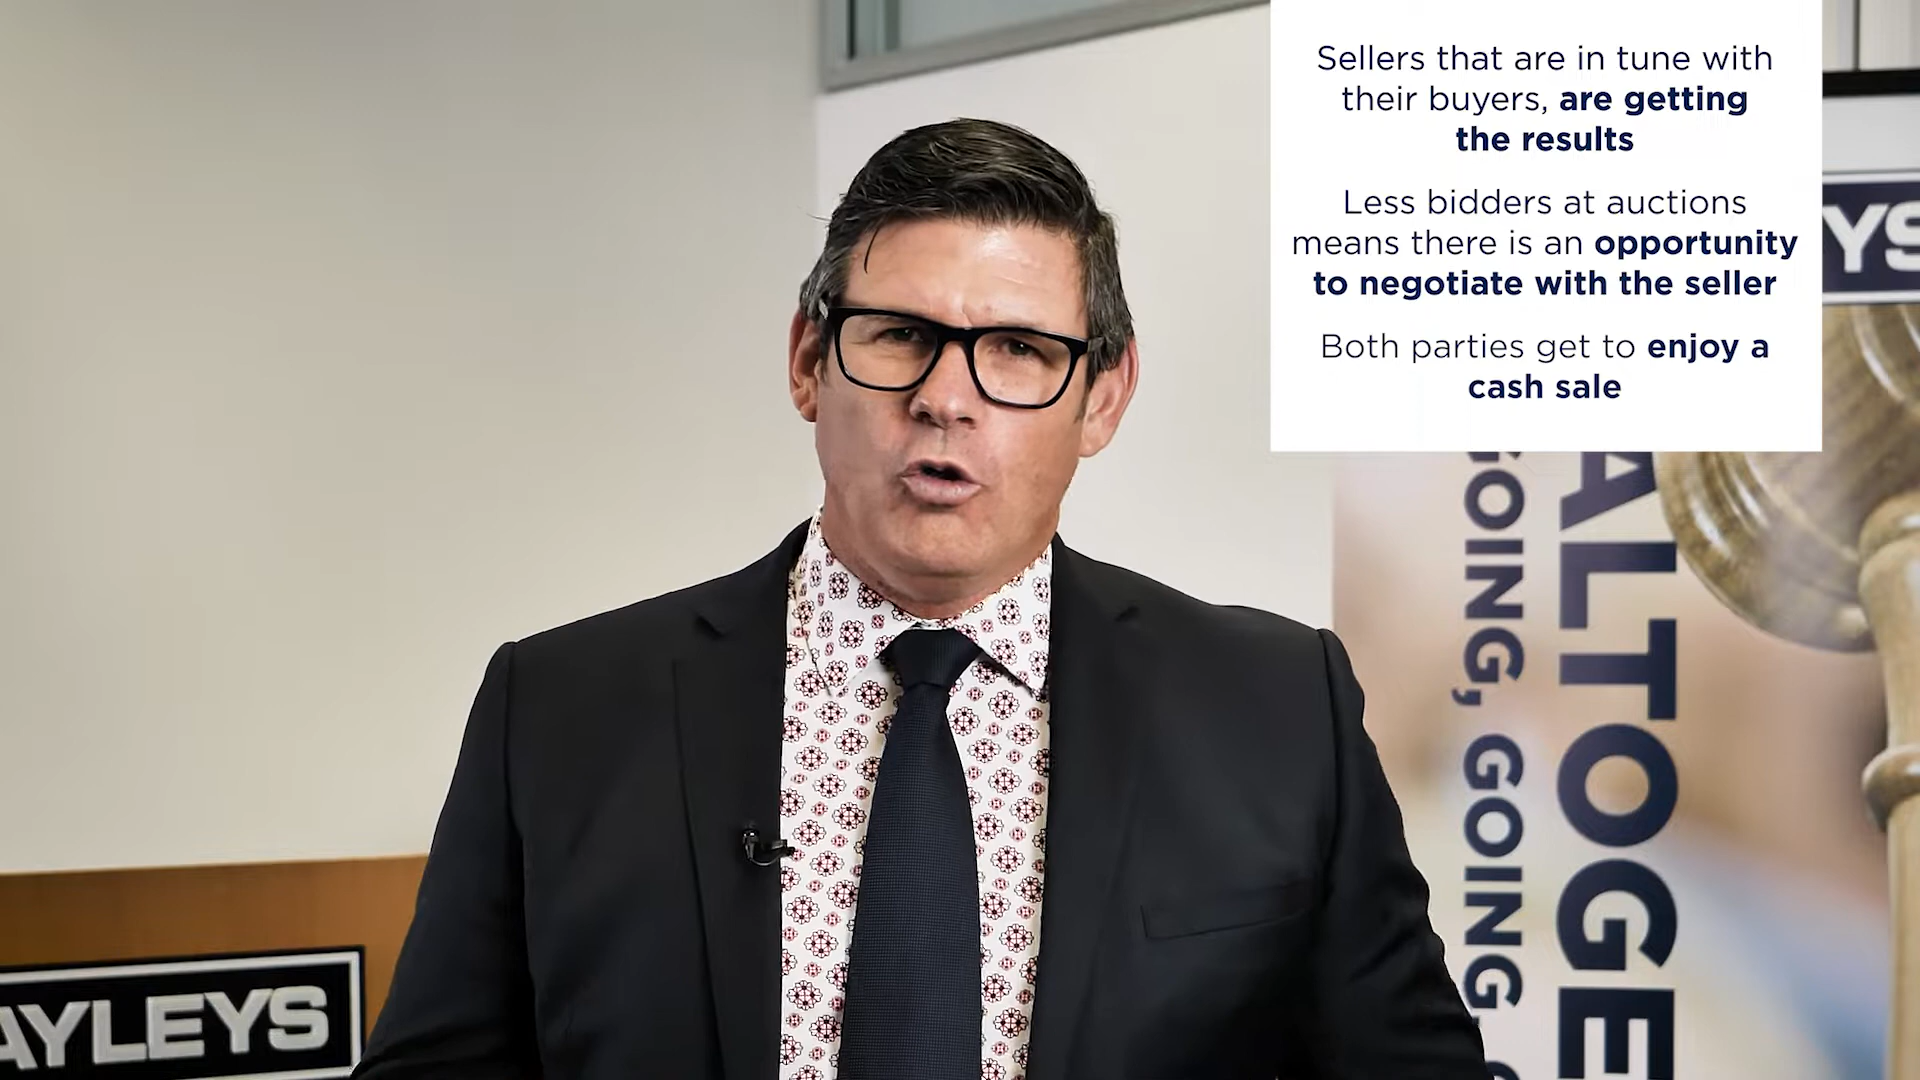 Sellers that are in tune with
their buyers, are getting
the results
Less bidders at auctions
means there is an opportunity
to negotiate with the seller
Both parties get to enjoy a
cash sale
YS
ALTOGE
GOING, GOING,
AYLEYS